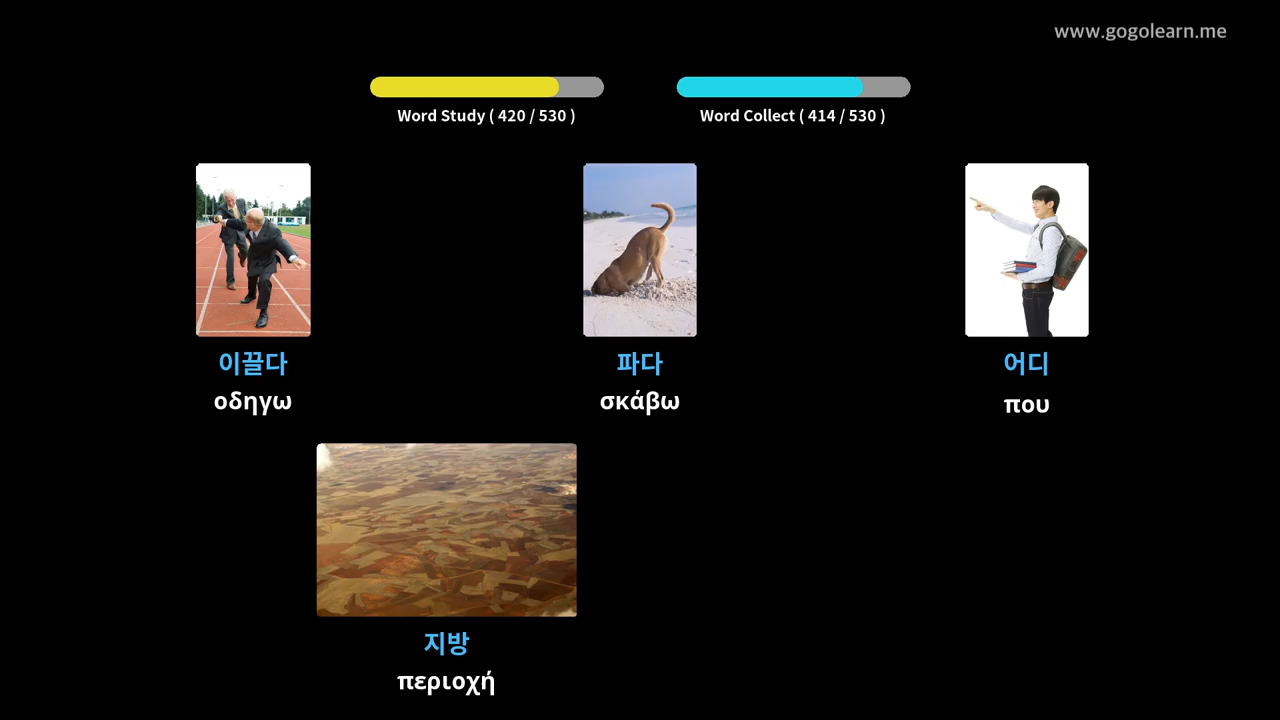 www.gogolearn.me
Word Study ( 420 / 530 )
Word Collect ( 414 / 530 )
이끌다
οδηγω
파다
σκάβω
어디
που
지방
περιοχή